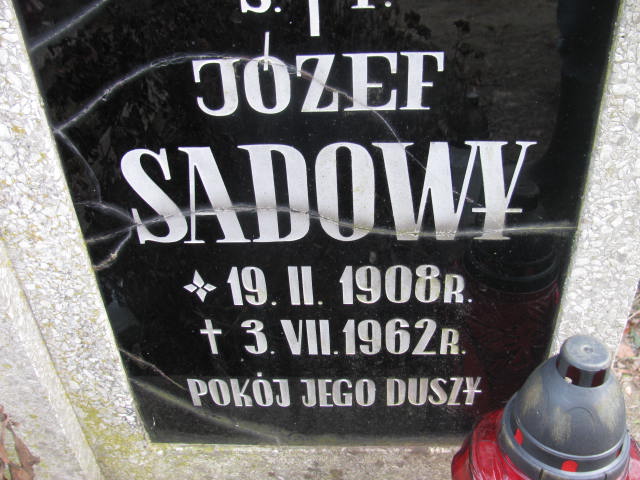 Ś. † P.
JÓZEF
SADOWY
19. II. 1908R.
† 3. VII. 1962R.
POKÓJ JEGO DUSZY